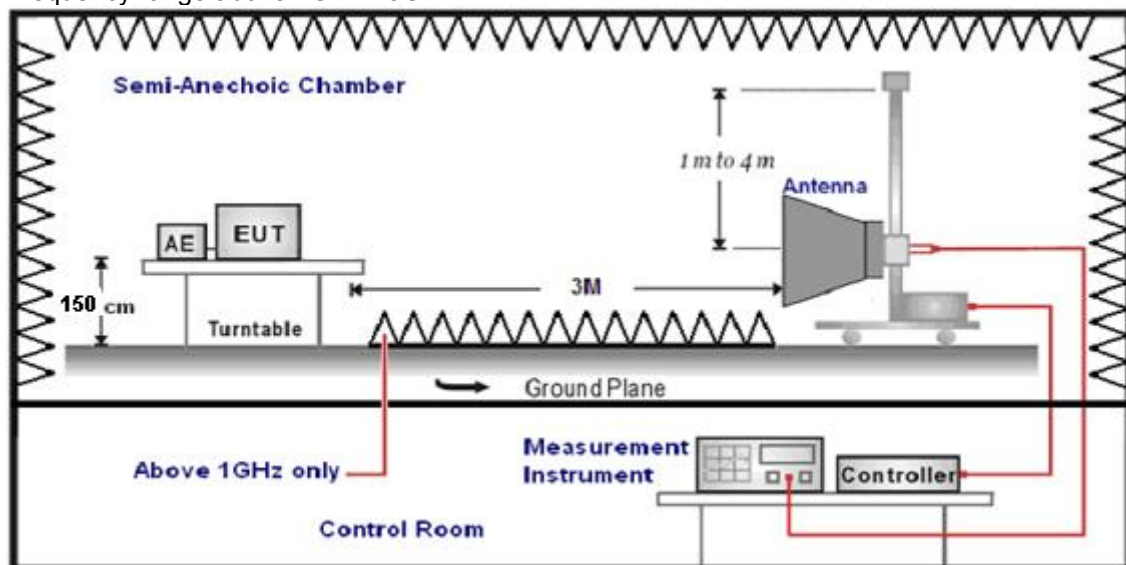 Semi-Anechoic Chamber
1 m to 4 m
Antenna
AE
EUT
150 cm
3M
Turntable
Ground Plane
Above 1GHz only
Measurement
Instrument
Controller
Control Room